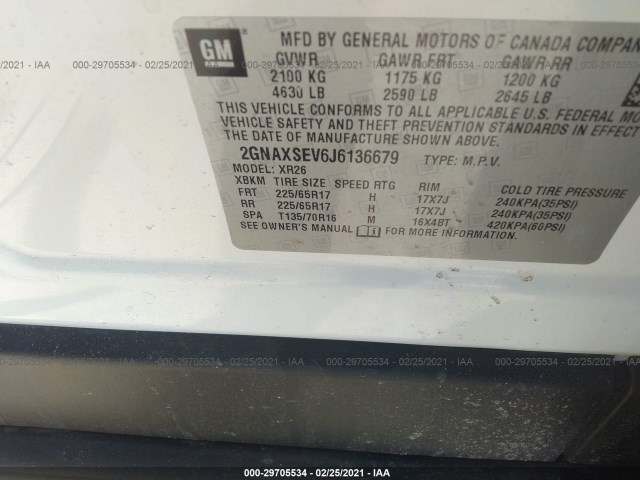 000-29705534 - 02/25/2021 - IAA
GM
MFD BY GENERAL MOTORS OF CANADA COMPAN
GVWR GAWR FRT GAWR RR
2100 KG 1175 KG 1200 KG
4630 LB 2590 LB 2645 LB
THIS VEHICLE CONFORMS TO ALL APPLICABLE U.S. FEDERAL MO
VEHICLE SAFETY AND THEFT PREVENTION STANDARDS IN EFFECT
THE DATE OF MANUFACTURE SHOWN ABOVE.
2GNAXSEV6J6136679 TYPE: M.P.V.
MODEL: XR26
XBKM TIRE SIZE SPEED RTG RIM COLD TIRE PRESSURE
FRT 225/65R17 H 17X7J 240KPA(35PSI)
RR 225/65R17 H 17X7J 240KPA(35PSI)
SPA T135/70R16 M 16X4BT 420KPA(60PSI)
SEE OWNER'S MANUAL FOR MORE INFORMATION.
000-29705534 - 02/25/2021 - IAA
000-29705534 - 02/25/2021 - IAA